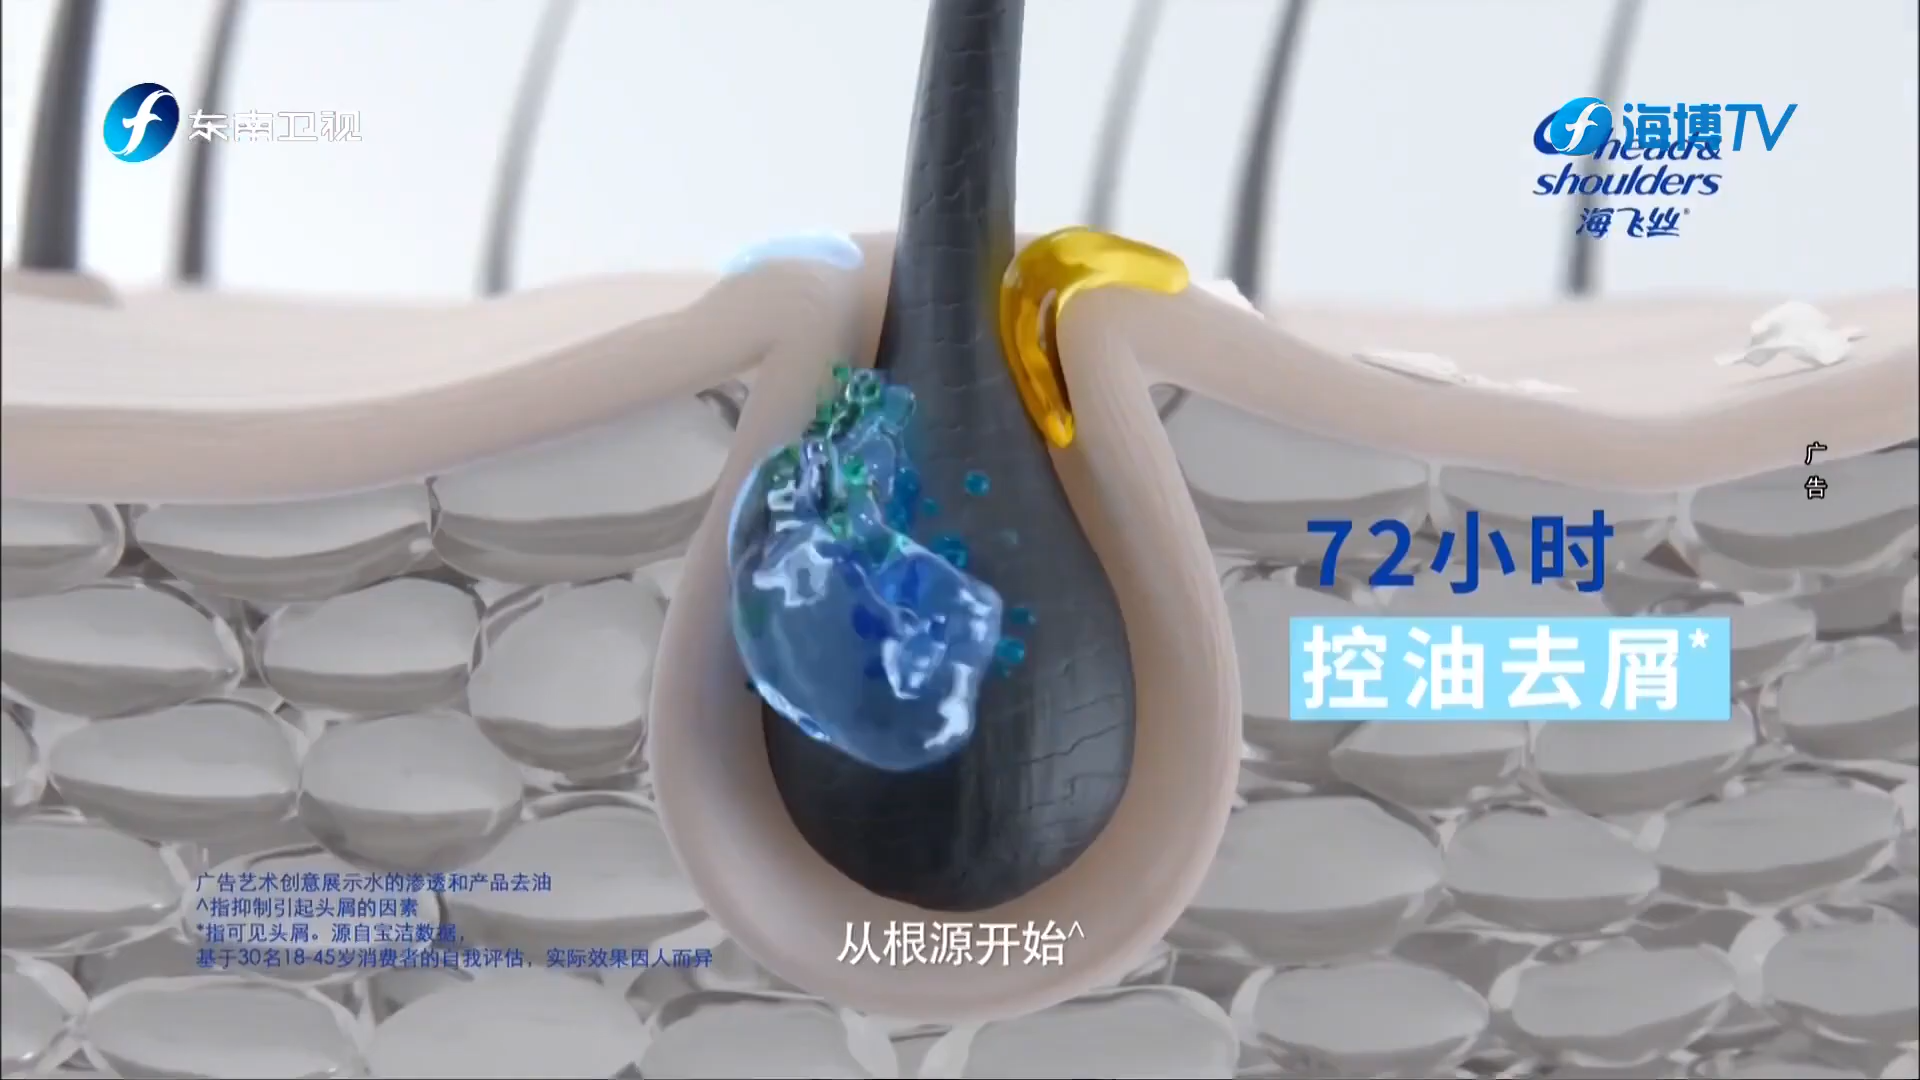 东南卫视
海博TV
head&
shoulders
海飞丝
广告
72小时
控油去屑*
广告艺术创意展示水的渗透和产品去油
^指抑制引起头屑的因素
*指可见头屑。源自宝洁数据，
基于30名18-45岁消费者的自我评估，实际效果因人而异
从根源开始^